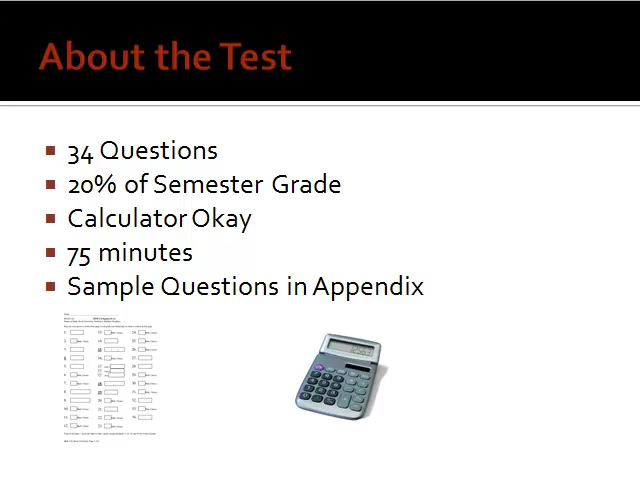 About the Test
34 Questions
20% of Semester Grade
Calculator Okay
75 minutes
Sample Questions in Appendix